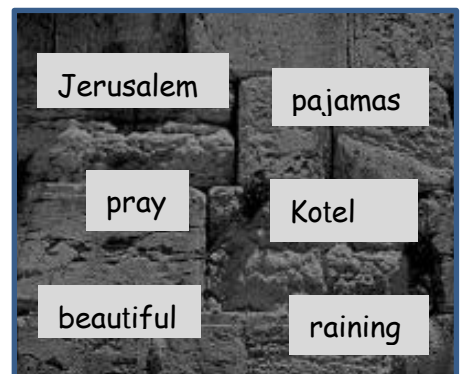 Jerusalem
pajamas
pray
Kotel
beautiful
raining